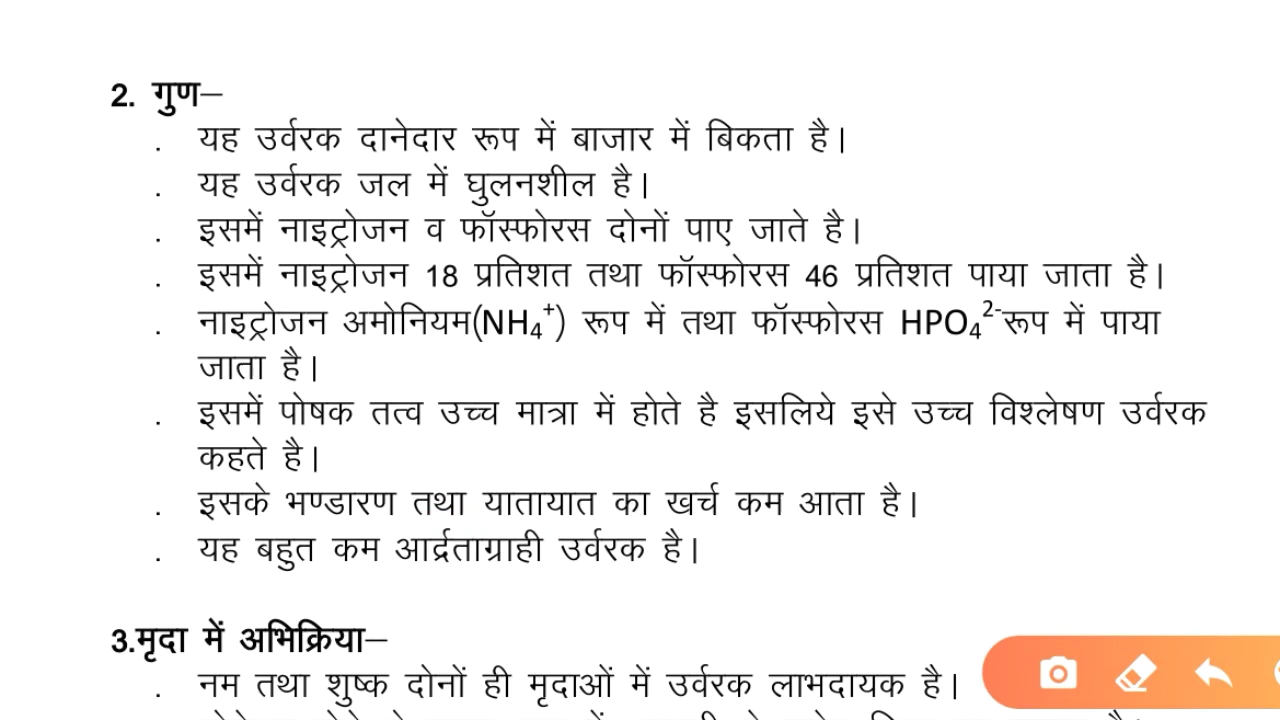 2. गुण–
. यह उर्वरक दानेदार रूप में बाजार में बिकता है।
. यह उर्वरक जल में घुलनशील है।
. इसमें नाइट्रोजन व फॉस्फोरस दोनों पाए जाते है।
. इसमें नाइट्रोजन 18 प्रतिशत तथा फॉस्फोरस 46 प्रतिशत पाया जाता है।
. नाइट्रोजन अमोनियम(NH₄⁺) रूप में तथा फॉस्फोरस HPO₄²⁻रूप में पाया
जाता है।
. इसमें पोषक तत्व उच्च मात्रा में होते है इसलिये इसे उच्च विश्लेषण उर्वरक
कहते है।
. इसके भण्डारण तथा यातायात का खर्च कम आता है।
. यह बहुत कम आर्द्रताग्राही उर्वरक है।
3.मृदा में अभिक्रिया–
. नम तथा शुष्क दोनों ही मृदाओं में उर्वरक लाभदायक है।